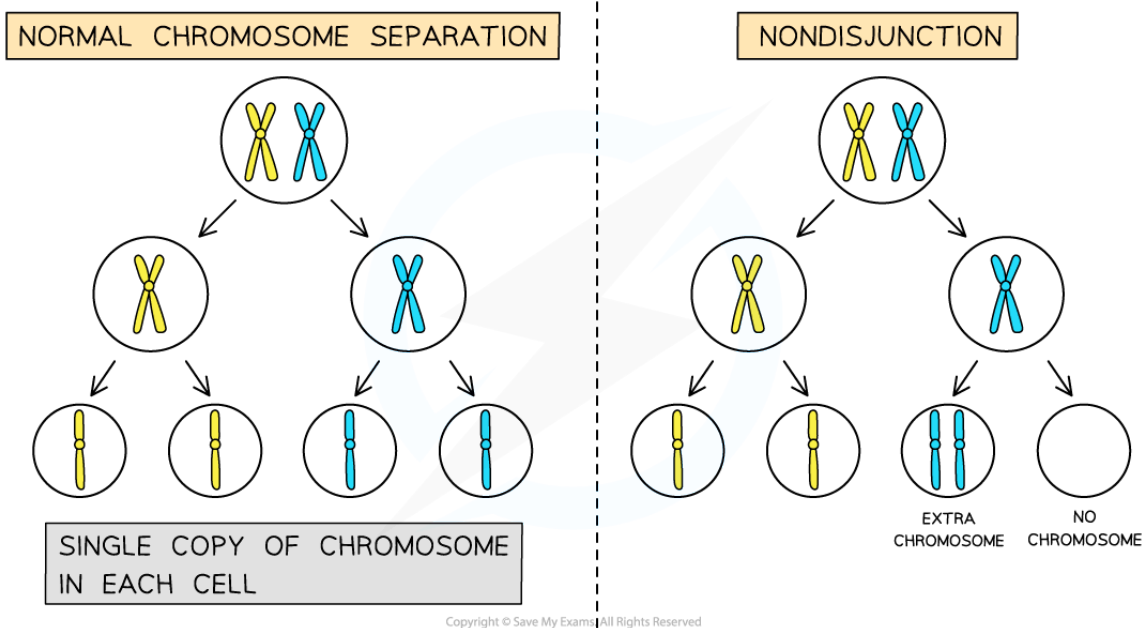 NORMAL CHROMOSOME SEPARATION
NONDISJUNCTION
SINGLE COPY OF CHROMOSOME
IN EACH CELL
EXTRA
CHROMOSOME
NO
CHROMOSOME
Copyright © Save My Exams. All Rights Reserved